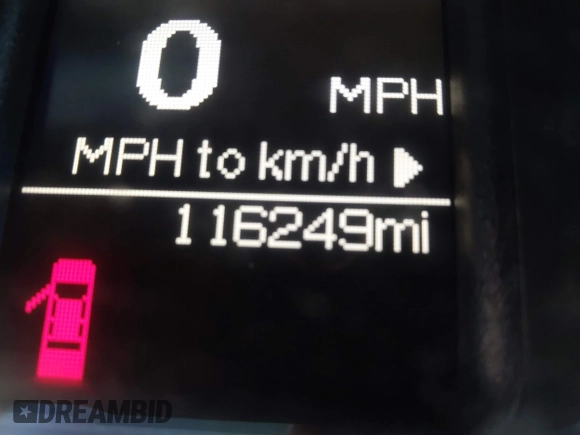 0
MPH
MPH to km/h
116249mi
DREAMBID